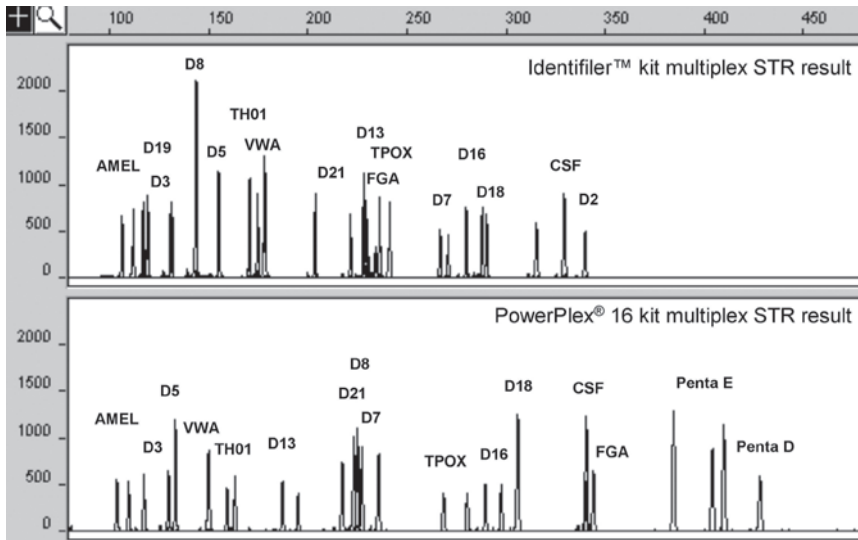 100 150 200 250 300 350 400 450
Identifiler™ kit multiplex STR result
2000
1500
1000
500
0
D8
TH01
D19
D5
VWA
AMEL
D3
D21
D13
TPOX
FGA
D16
D7
D18
CSF
D2
PowerPlex® 16 kit multiplex STR result
2000
1500
1000
500
0
AMEL
D5
D3
VWA
TH01
D13
D8
D21
D7
TPOX
D16
D18
CSF
FGA
Penta E
Penta D